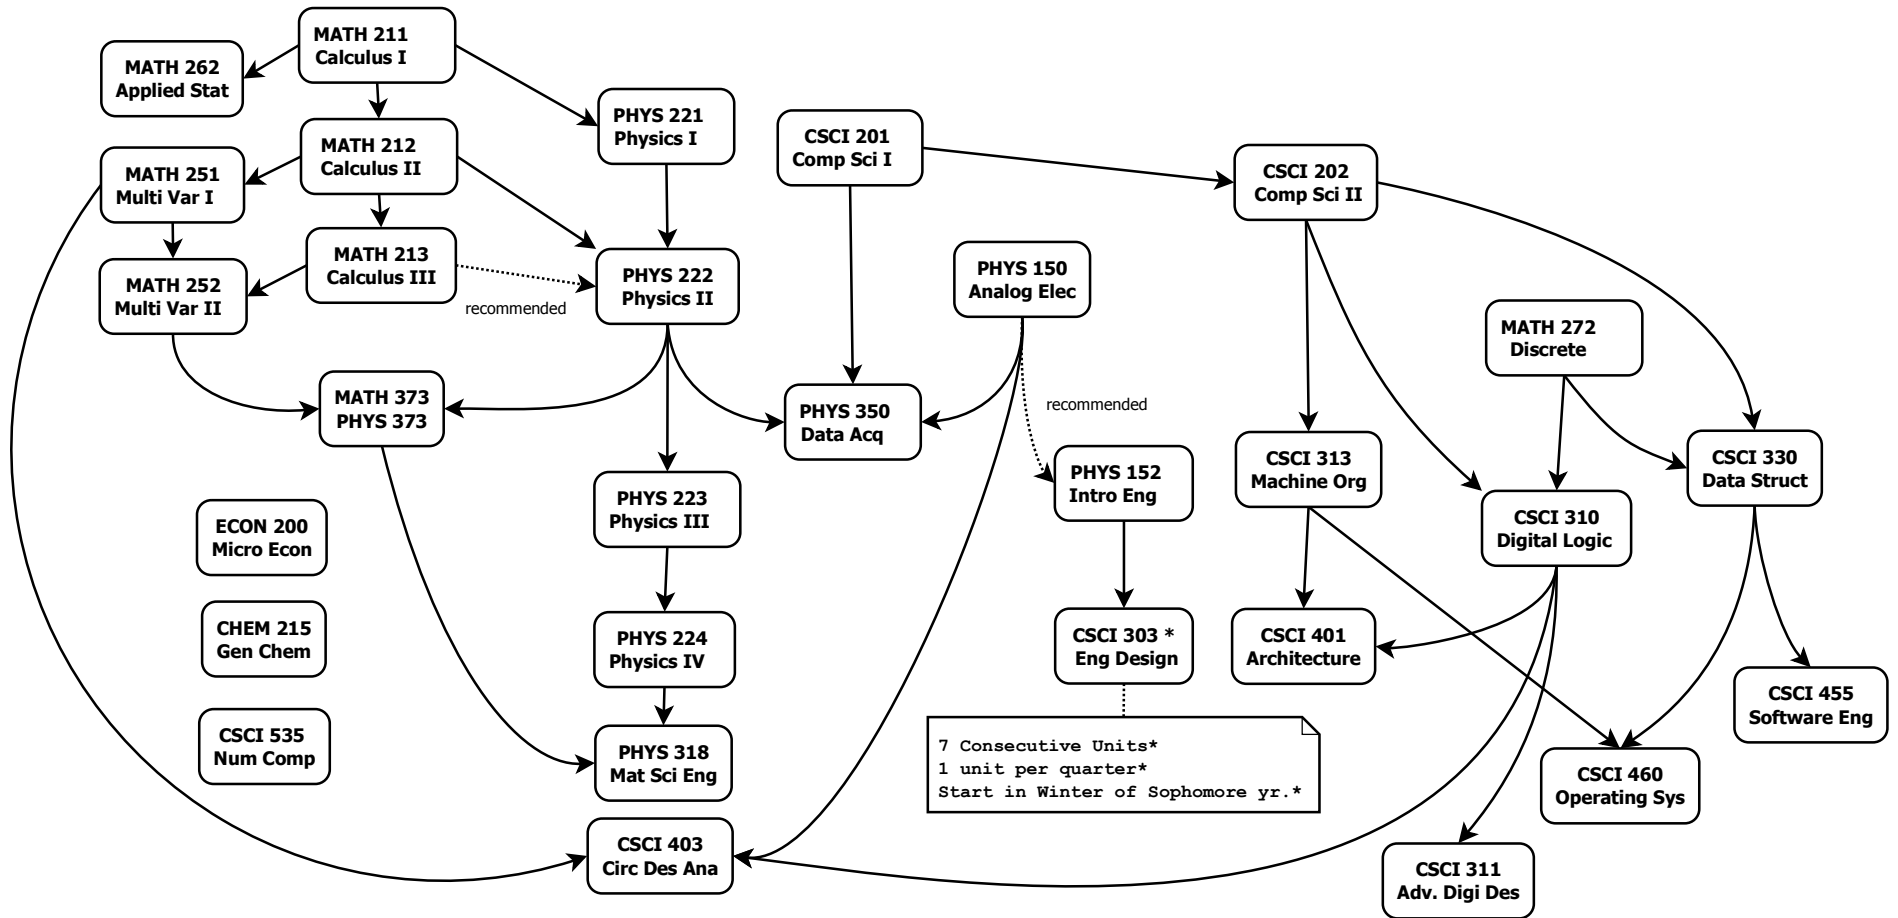 MATH 211
Calculus I
MATH 262
Applied Stat
PHYS 221
Physics I
CSCI 201
Comp Sci I
MATH 212
Calculus II
MATH 251
Multi Var I
CSCI 202
Comp Sci II
MATH 213
Calculus III
MATH 252
Multi Var II
recommended
PHYS 222
Physics II
PHYS 150
Analog Elec
MATH 272
Discrete
MATH 373
PHYS 373
PHYS 350
Data Acq
recommended
CSCI 313
Machine Org
CSCI 330
Data Struct
PHYS 152
Intro Eng
PHYS 223
Physics III
CSCI 310
Digital Logic
ECON 200
Micro Econ
CHEM 215
Gen Chem
PHYS 224
Physics IV
CSCI 303 *
Eng Design
CSCI 401
Architecture
CSCI 455
Software Eng
CSCI 535
Num Comp
PHYS 318
Mat Sci Eng
7 Consecutive Units*
1 unit per quarter*
Start in Winter of Sophomore yr.*
CSCI 460
Operating Sys
CSCI 403
Circ Des Ana
CSCI 311
Adv. Digi Des